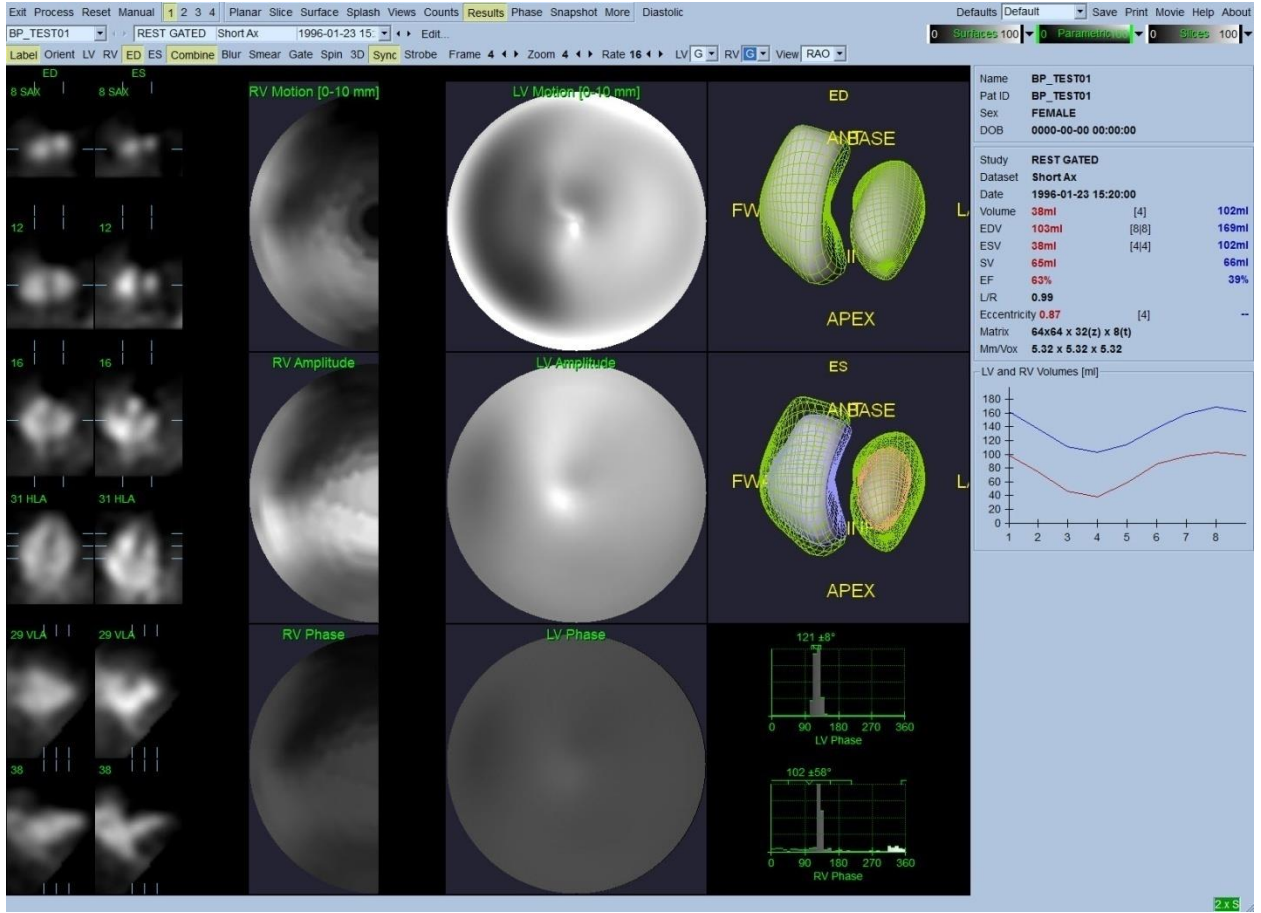 Exit Process Reset Manual 1 2 3 4 Planar Slice Surface Splash Views Counts Results Phase Snapshot More Diastolic Defaults Default Save Print Movie Help About
BP_TEST01 REST GATED Short Ax 1996-01-23 15: Edit... 0 Surfaces 100 0 Parametric 100 0 Slices 100
Label Orient LV RV ED ES Combine Blur Smear Gate Spin 3D Sync Strobe Frame 4 Zoom 4 Rate 16 LV G RV G View RAO
ED ES
8 SAX 8 SAX
12 12
16 16
31 HLA 31 HLA
29 VLA 29 VLA
38 38
RV Motion [0-10 mm]
LV Motion [0-10 mm]
RV Amplitude
LV Amplitude
RV Phase
LV Phase
ED
ANT BASE
FW
APEX
ES
ANT BASE
FW
APEX
121 ±8°
0 90 180 270 360
LV Phase
102 ±58°
0 90 180 270 360
RV Phase
Name BP_TEST01
Pat ID BP_TEST01
Sex FEMALE
DOB 0000-00-00 00:00:00
Study REST GATED
Dataset Short Ax
Date 1996-01-23 15:20:00
Volume 38ml [4] 102ml
EDV 103ml [8|8] 169ml
ESV 38ml [4|4] 102ml
SV 65ml 66ml
EF 63% 39%
L/R 0.99
Eccentricity 0.87 [4] --
Matrix 64x64 x 32(z) x 8(t)
Mm/Vox 5.32 x 5.32 x 5.32
LV and RV Volumes [ml]
180
160
140
120
100
80
60
40
20
0
1 2 3 4 5 6 7 8
2.x S